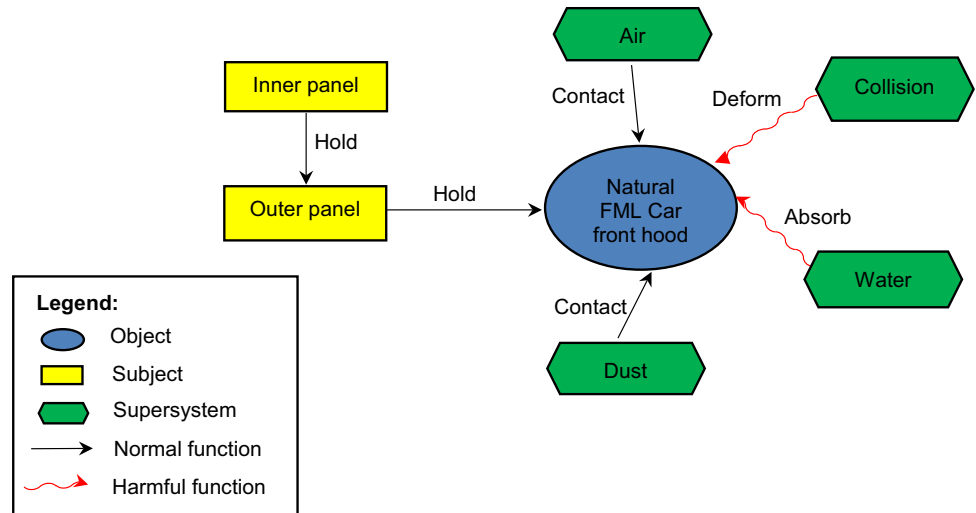 Air
Inner panel
Contact
Deform
Collision
Hold
Outer panel
Hold
Natural
FML Car
front hood
Absorb
Water
Contact
Dust
Legend:
Object
Subject
Supersystem
Normal function
Harmful function